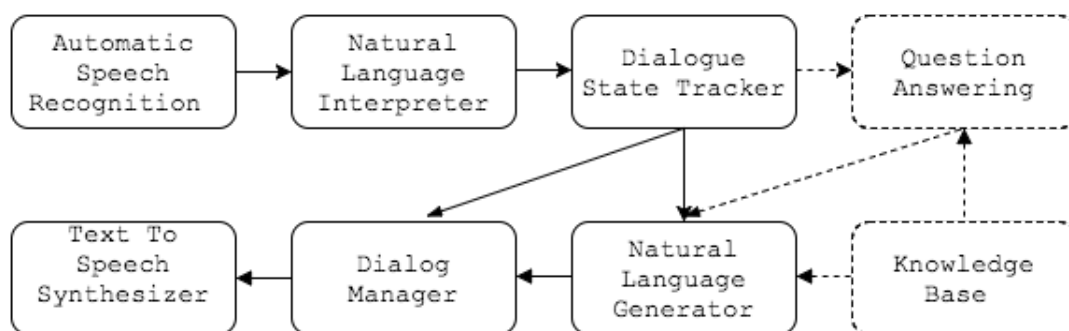 Automatic
Speech
Recognition
Natural
Language
Interpreter
Dialogue
State Tracker
Question
Answering
Text To
Speech
Synthesizer
Dialog
Manager
Natural
Language
Generator
Knowledge
Base